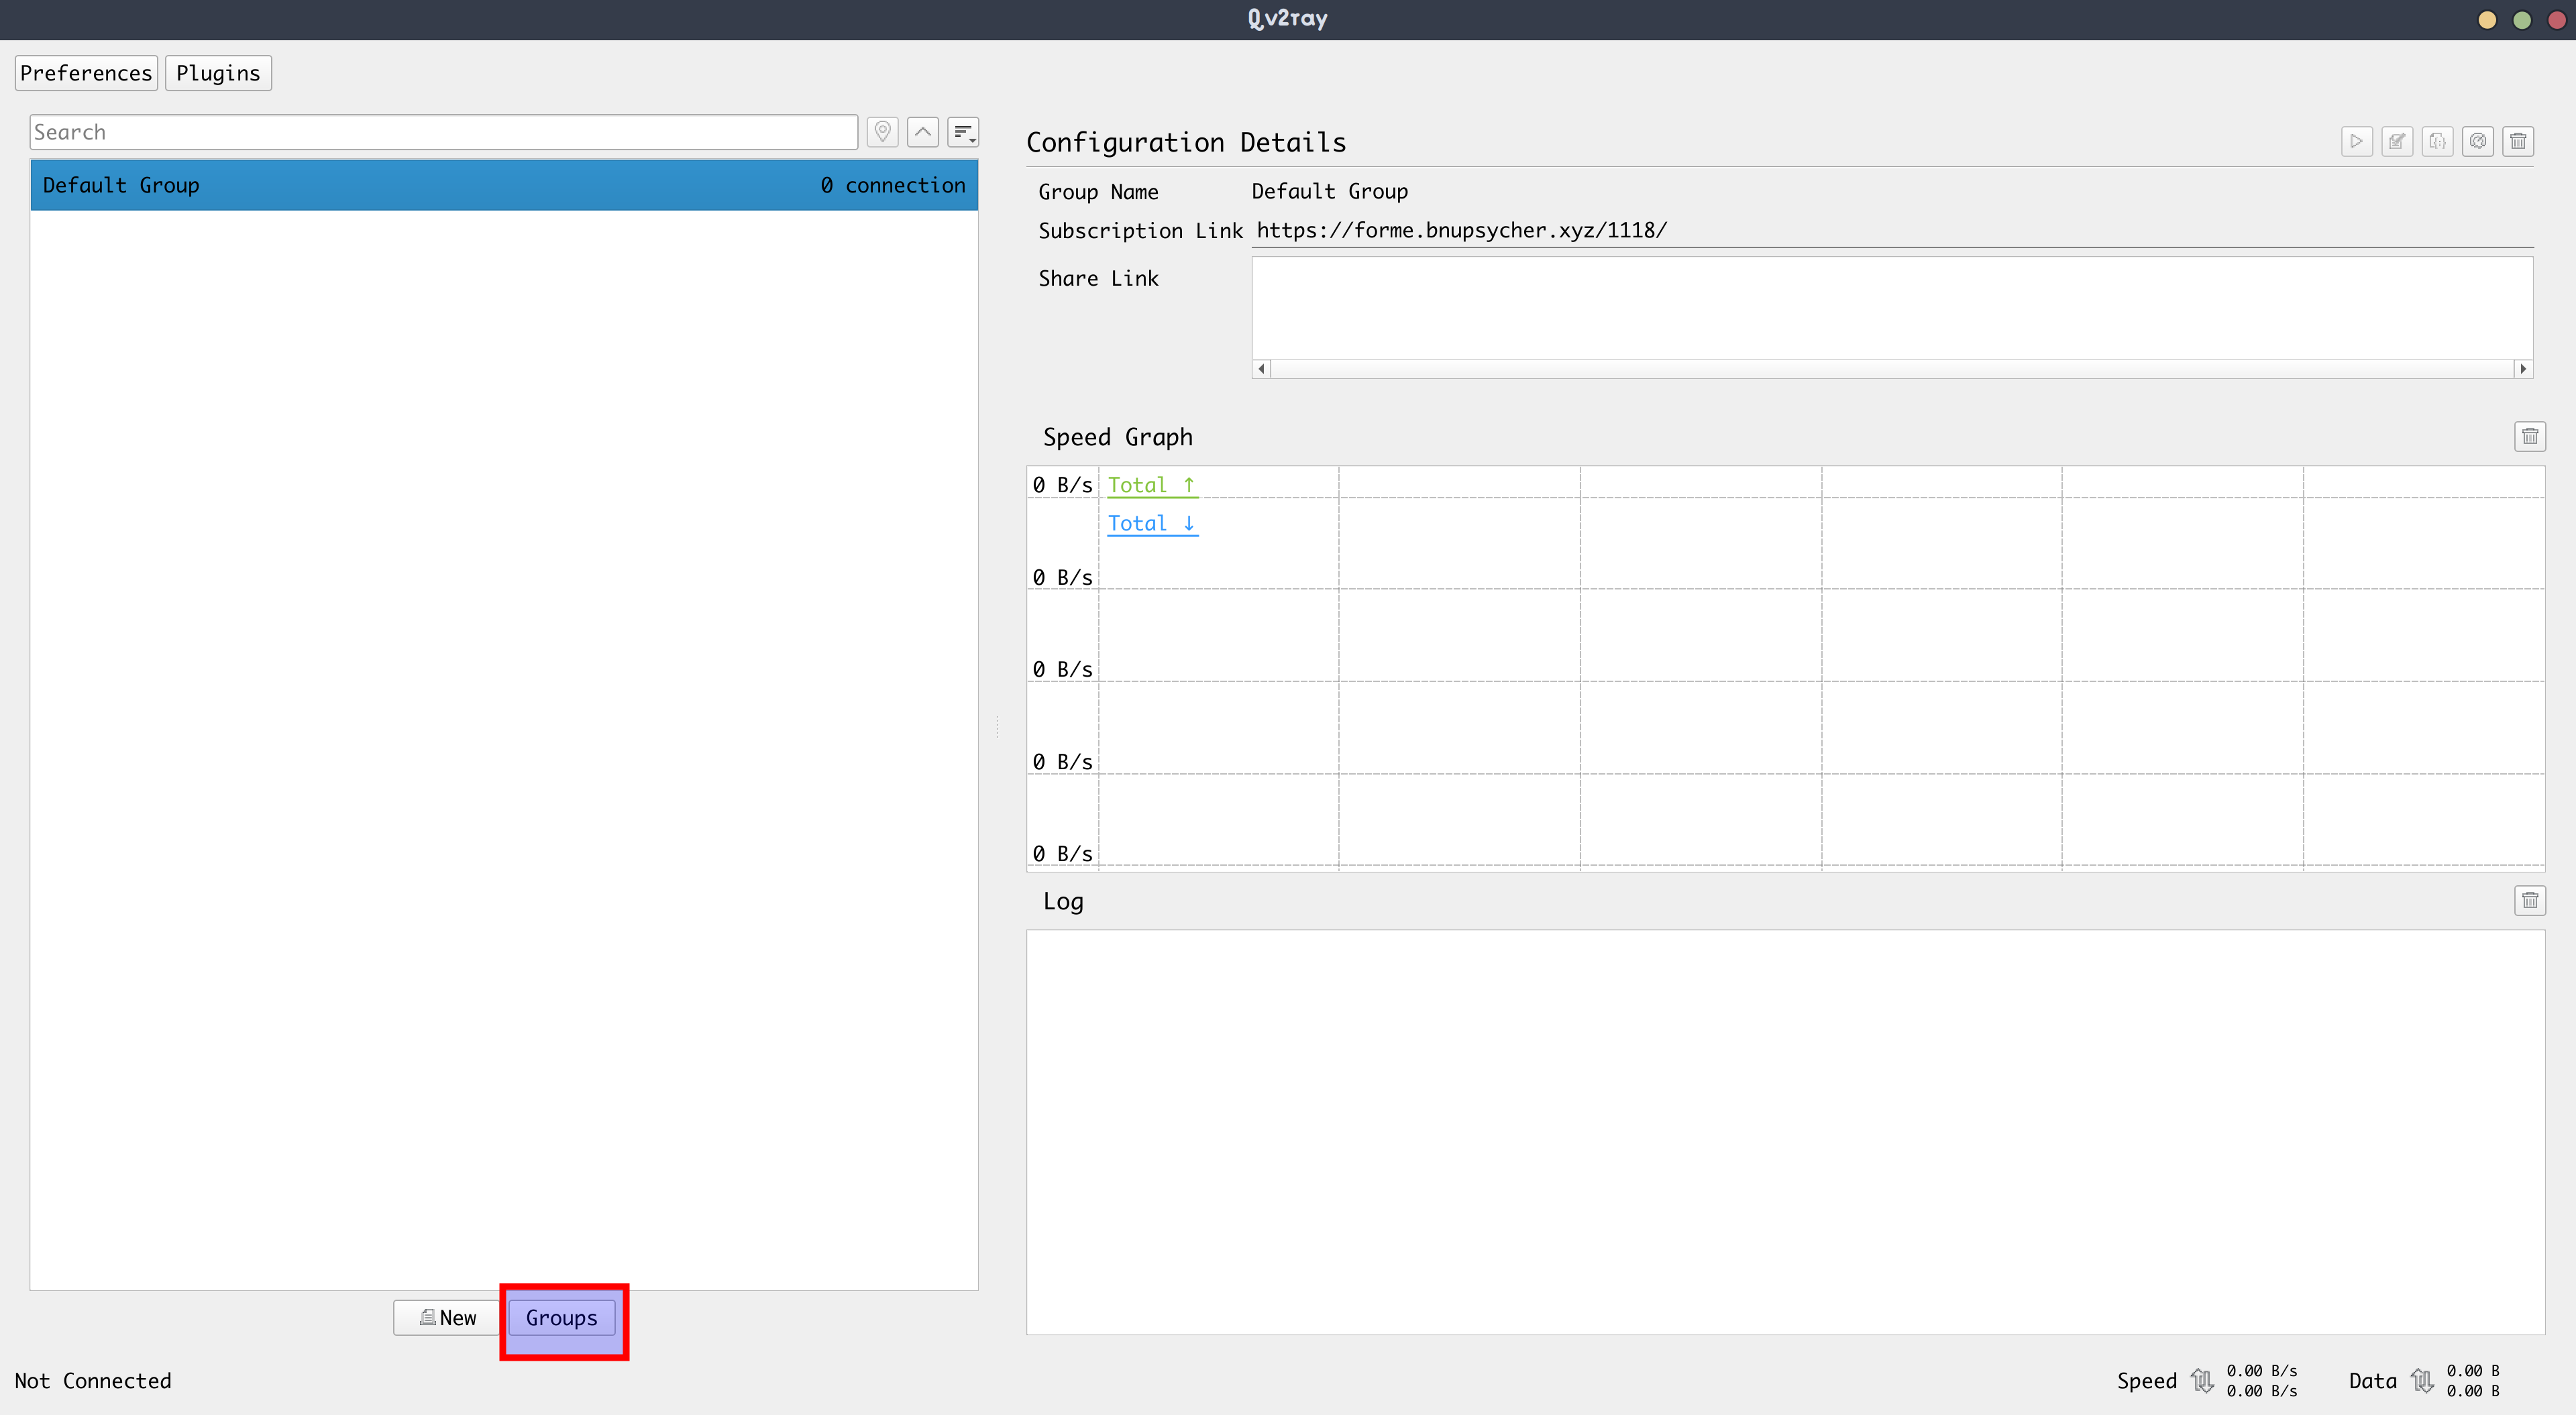 Qv2ray
Preferences Plugins
Search
Default Group 0 connection
New Groups
Not Connected
Configuration Details
Group Name Default Group
Subscription Link https://forme.bnupsycher.xyz/1118/
Share Link
Speed Graph
0 B/s Total ↑
Total ↓
0 B/s
0 B/s
0 B/s
0 B/s
Log
Speed 0.00 B/s
0.00 B/s
Data 0.00 B
0.00 B